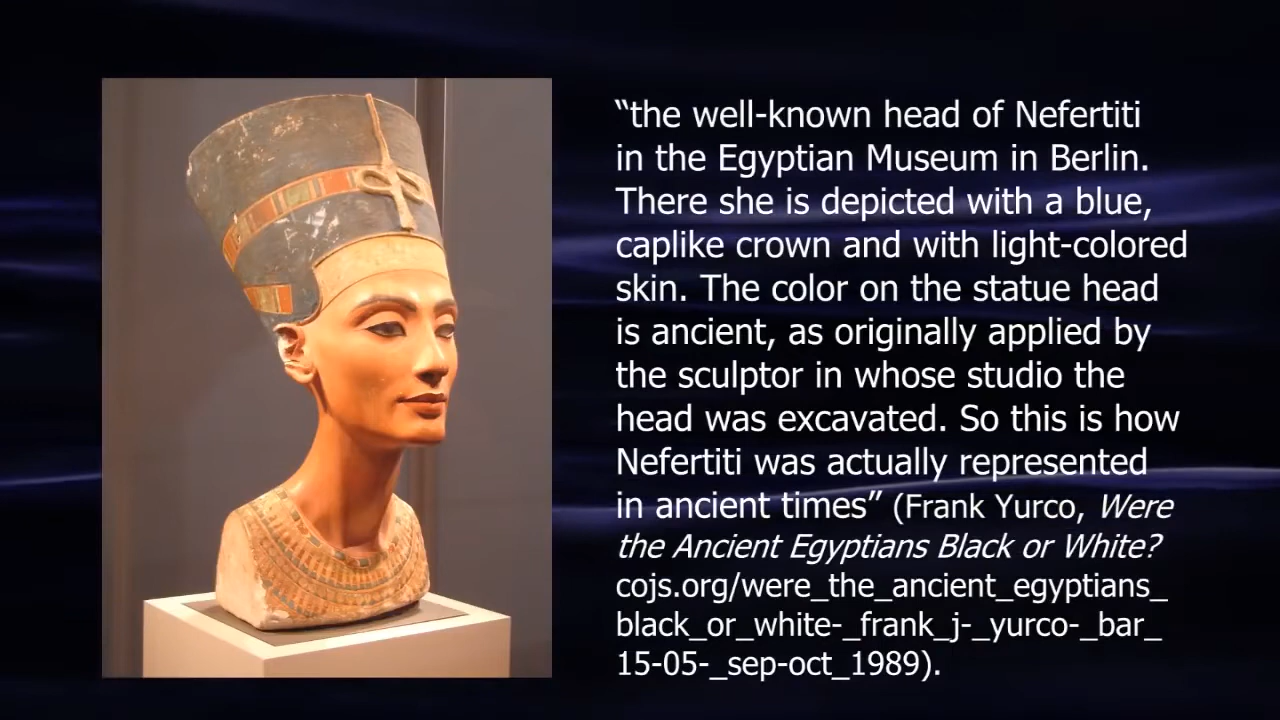 “the well-known head of Nefertiti
in the Egyptian Museum in Berlin.
There she is depicted with a blue,
caplike crown and with light-colored
skin. The color on the statue head
is ancient, as originally applied by
the sculptor in whose studio the
head was excavated. So this is how
Nefertiti was actually represented
in ancient times” (Frank Yurco, Were
the Ancient Egyptians Black or White?
cojs.org/were_the_ancient_egyptians_
black_or_white-_frank_j-_yurco-_bar_
15-05-_sep-oct_1989).